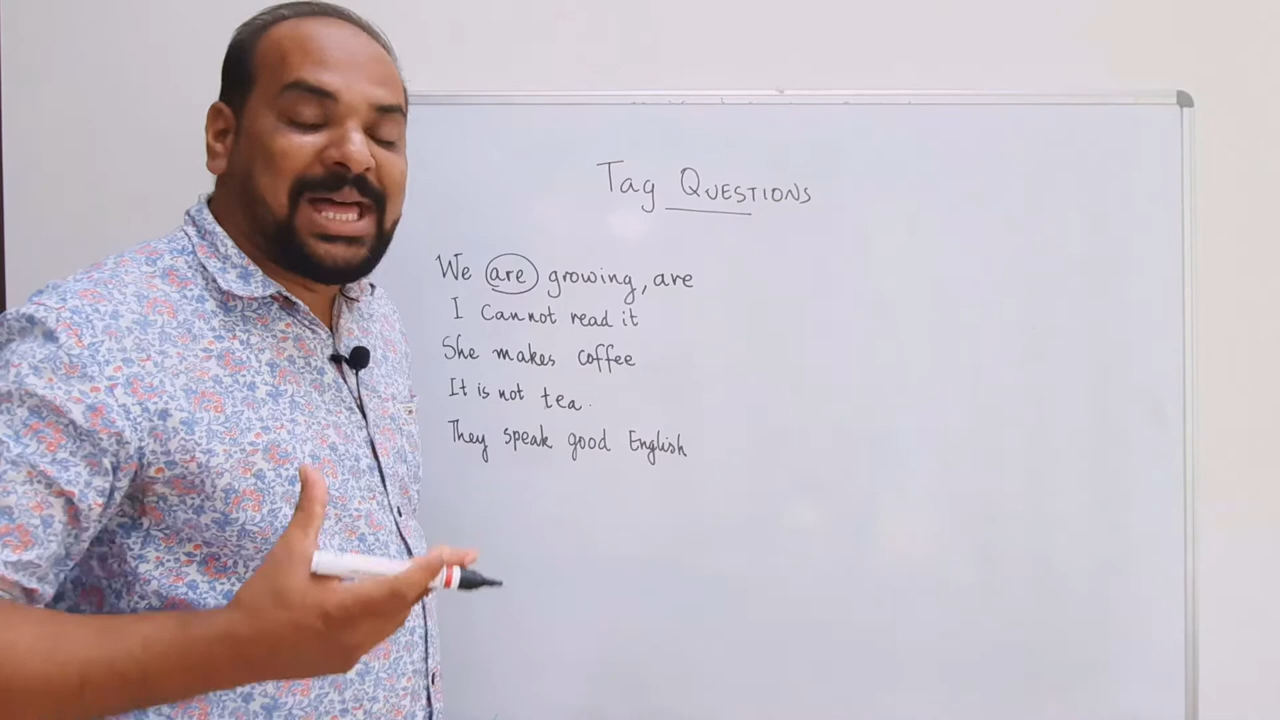 Tag QUESTIONS
We are growing, are
I Cannot read it
She makes coffee
It is not tea.
They speak good English